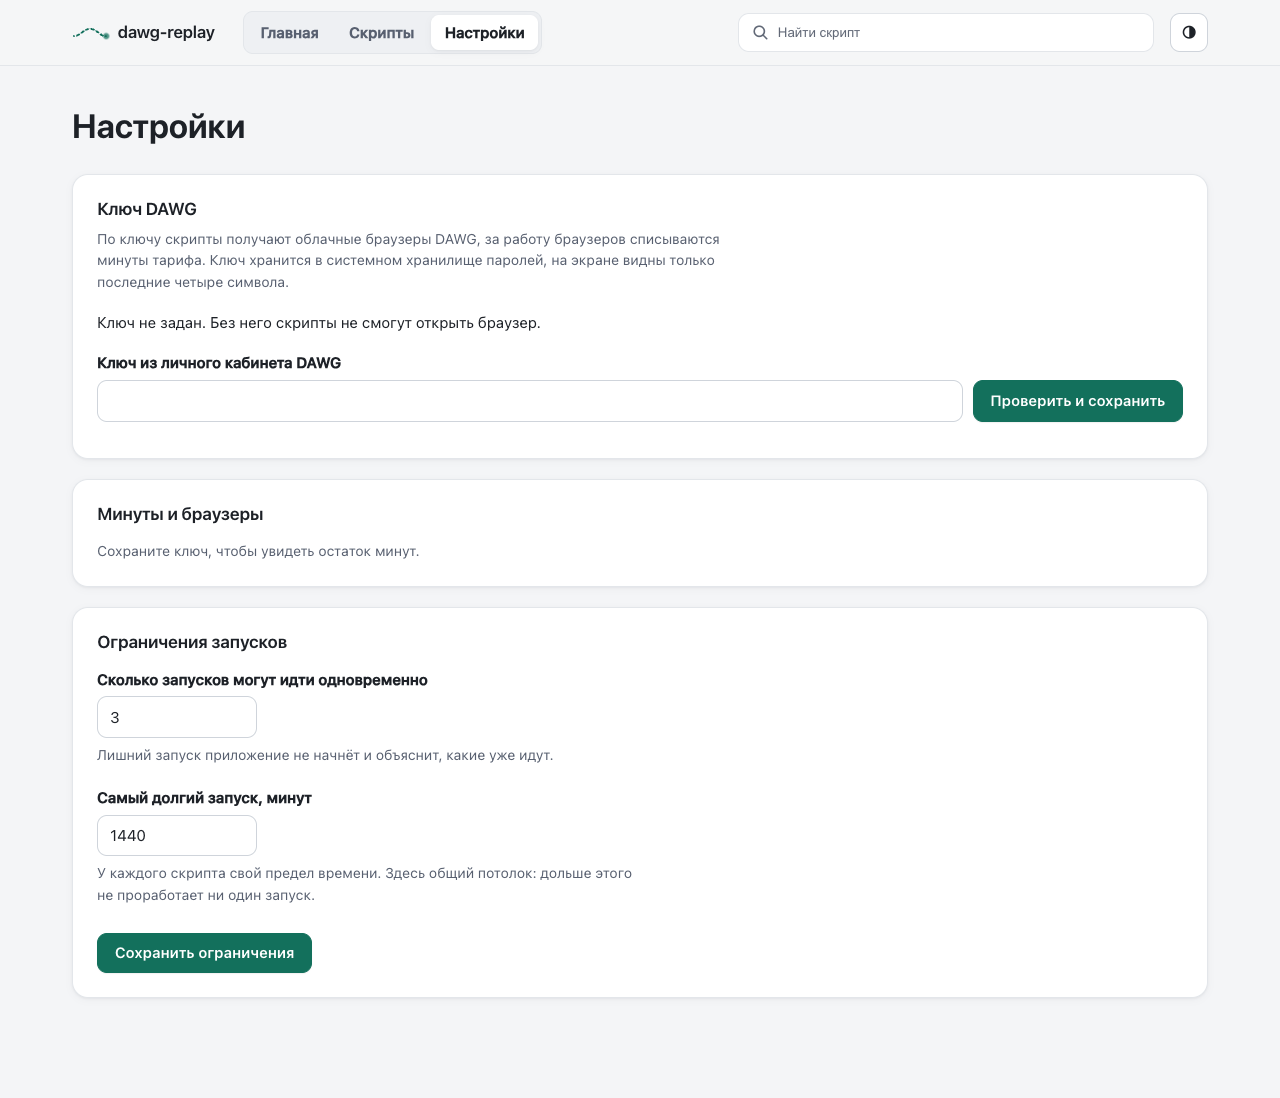 dawg-replay
Главная
Скрипты
Настройки
Найти скрипт
Настройки
Ключ DAWG
По ключу скрипты получают облачные браузеры DAWG, за работу браузеров списываются
минуты тарифа. Ключ хранится в системном хранилище паролей, на экране видны только
последние четыре символа.
Ключ не задан. Без него скрипты не смогут открыть браузер.
Ключ из личного кабинета DAWG
Проверить и сохранить
Минуты и браузеры
Сохраните ключ, чтобы увидеть остаток минут.
Ограничения запусков
Сколько запусков могут идти одновременно
3
Лишний запуск приложение не начнёт и объяснит, какие уже идут.
Самый долгий запуск, минут
1440
У каждого скрипта свой предел времени. Здесь общий потолок: дольше этого
не проработает ни один запуск.
Сохранить ограничения